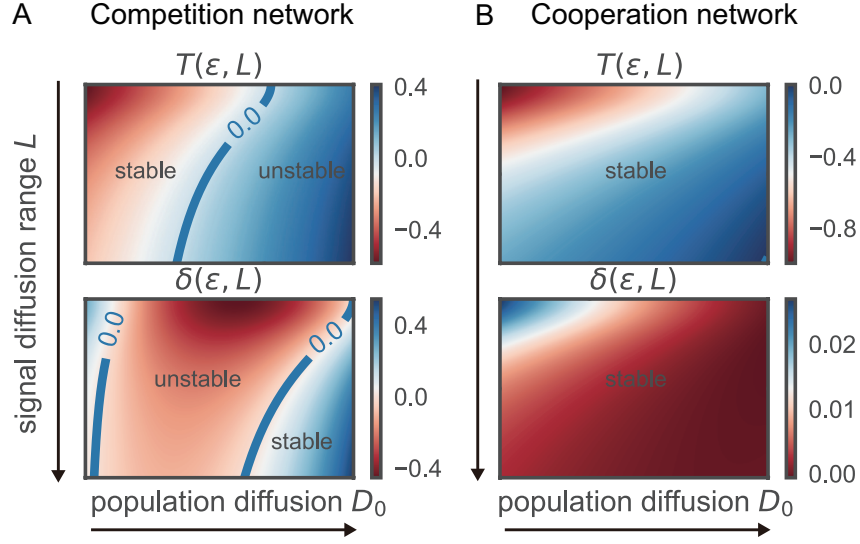 A Competition network
B Cooperation network
T(ε, L)
T(ε, L)
signal diffusion range L
0.0
stable
unstable
0.4
0.0
−0.4
stable
0.0
−0.4
−0.8
δ(ε, L)
δ(ε, L)
0.0
0.0
unstable
stable
0.4
0.0
−0.4
stable
0.02
0.01
0.00
population diffusion D₀
population diffusion D₀